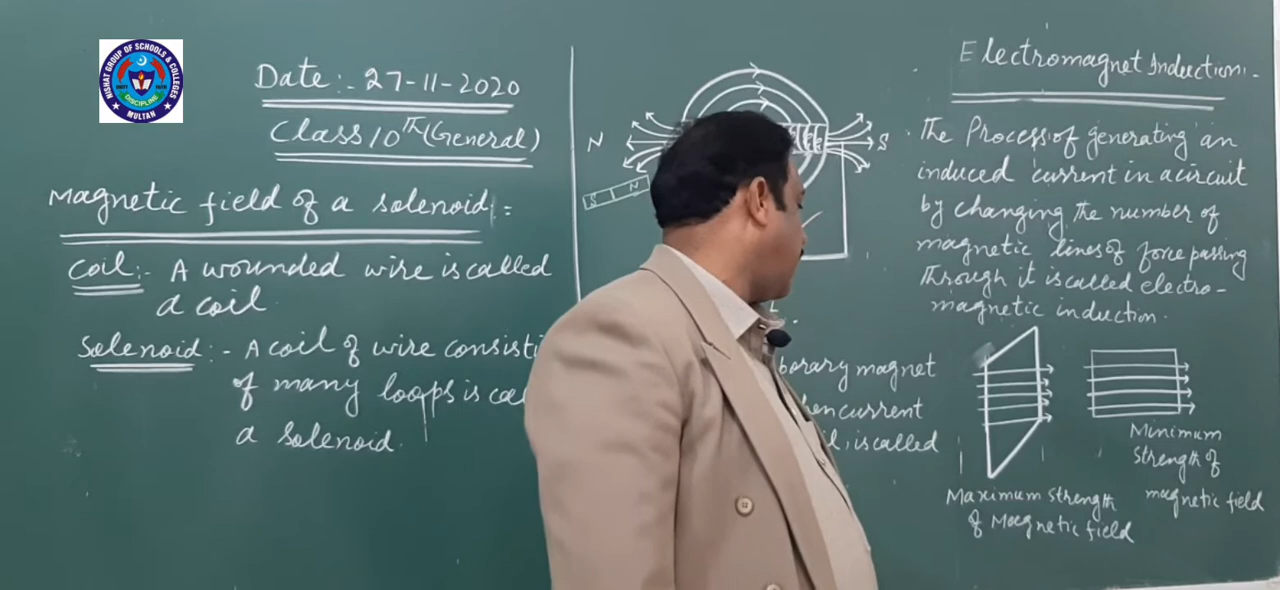 NISHAT GROUP OF SCHOOLS & COLLEGES
UNITY FAITH
DISCIPLINE
MULTAN
Date:- 27-11-2020
Class 10TH (General)
Magnetic field of a solenoid:
Coil:- A wounded wire is called
a coil.
Solenoid:- A coil of wire consisti
of many loops is cal
a solenoid.
N
S
S N
borary magnet
en current
l, is called
Electromagnet Induction:-
The Process of generating an
induced current in a circuit
by changing the number of
magnetic lines of force passing
through it is called electro-
magnetic induction.
Maximum strength
of Magnetic field
Minimum
strength of
magnetic field